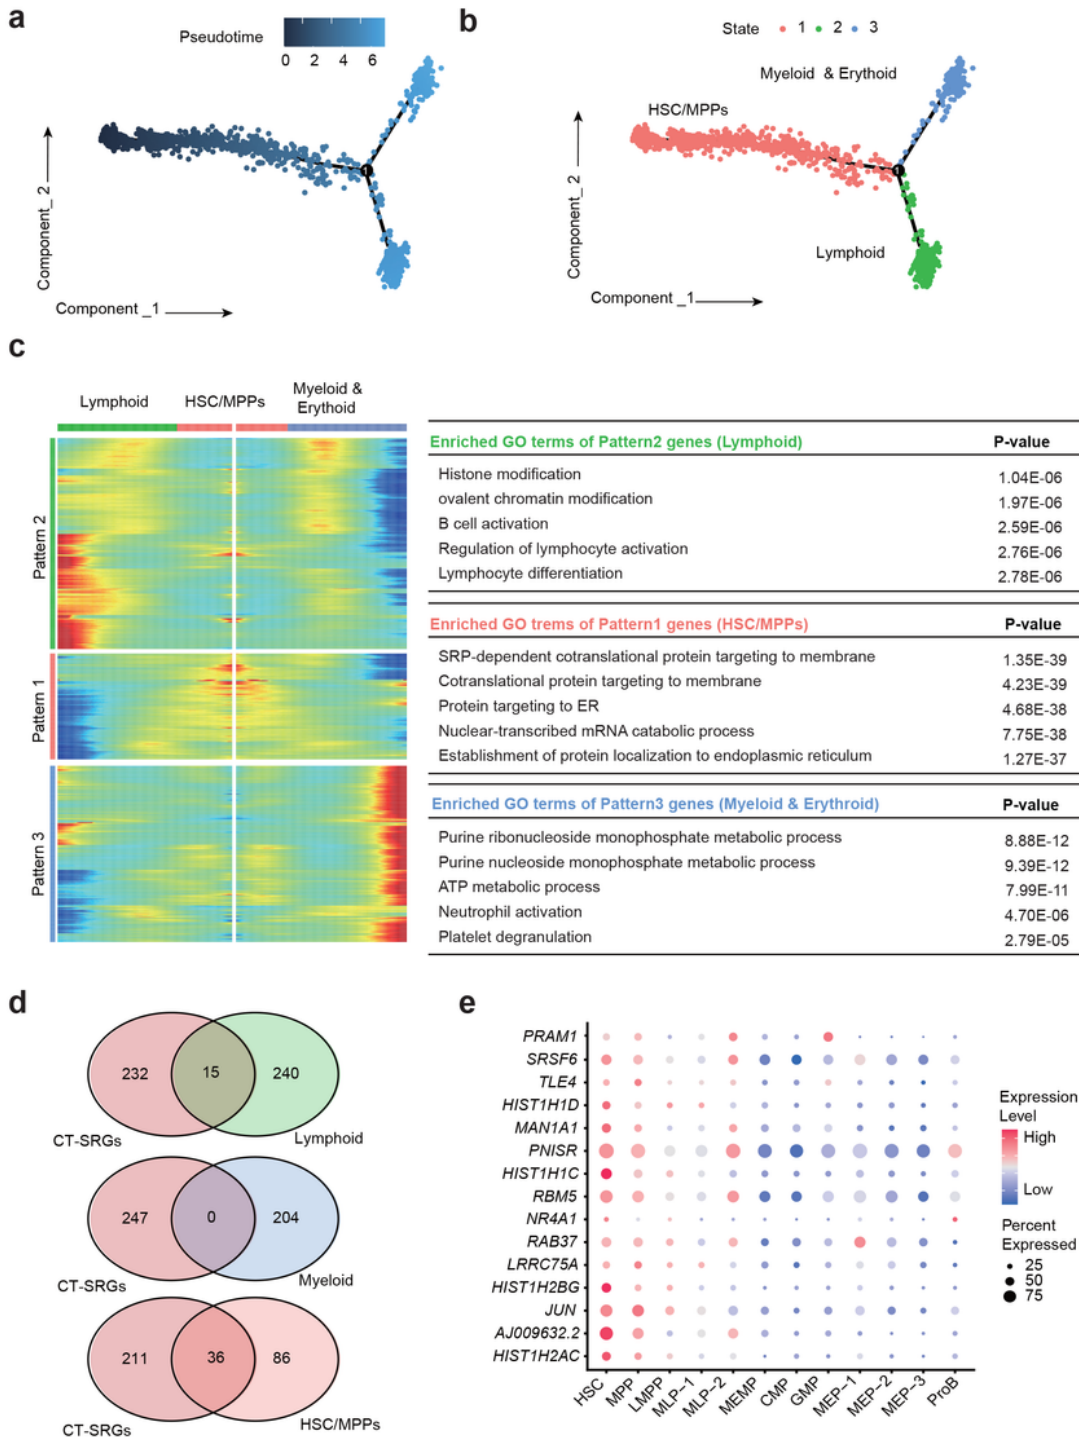 a
Pseudotime
0 2 4 6
Component_ 2
Component _1
b
State 1 2 3
Myeloid & Erythoid
HSC/MPPs
1
Lymphoid
Component_ 2
Component _1
c
Lymphoid HSC/MPPs Myeloid &
Erythoid
Pattern 2
Pattern 1
Pattern 3
Enriched GO terms of Pattern2 genes (Lymphoid) P-value
Histone modification 1.04E-06
ovalent chromatin modification 1.97E-06
B cell activation 2.59E-06
Regulation of lymphocyte activation 2.76E-06
Lymphocyte differentiation 2.78E-06
Enriched GO trems of Pattern1 genes (HSC/MPPs) P-value
SRP-dependent cotranslational protein targeting to membrane 1.35E-39
Cotranslational protein targeting to membrane 4.23E-39
Protein targeting to ER 4.68E-38
Nuclear-transcribed mRNA catabolic process 7.75E-38
Establishment of protein localization to endoplasmic reticulum 1.27E-37
Enriched GO terms of Pattern3 genes (Myeloid & Erythroid) P-value
Purine ribonucleoside monophosphate metabolic process 8.88E-12
Purine nucleoside monophosphate metabolic process 9.39E-12
ATP metabolic process 7.99E-11
Neutrophil activation 4.70E-06
Platelet degranulation 2.79E-05
d
232 15 240
CT-SRGs Lymphoid
247 0 204
CT-SRGs Myeloid
211 36 86
CT-SRGs HSC/MPPs
e
PRAM1
SRSF6
TLE4
HIST1H1D
MAN1A1
PNISR
HIST1H1C
RBM5
NR4A1
RAB37
LRRC75A
HIST1H2BG
JUN
AJ009632.2
HIST1H2AC
HSC MPP LMPP MLP-1 MLP-2 MEMP CMP GMP MEP-1 MEP-2 MEP-3 ProB
Expression
Level
High
Low
Percent
Expressed
25
50
75